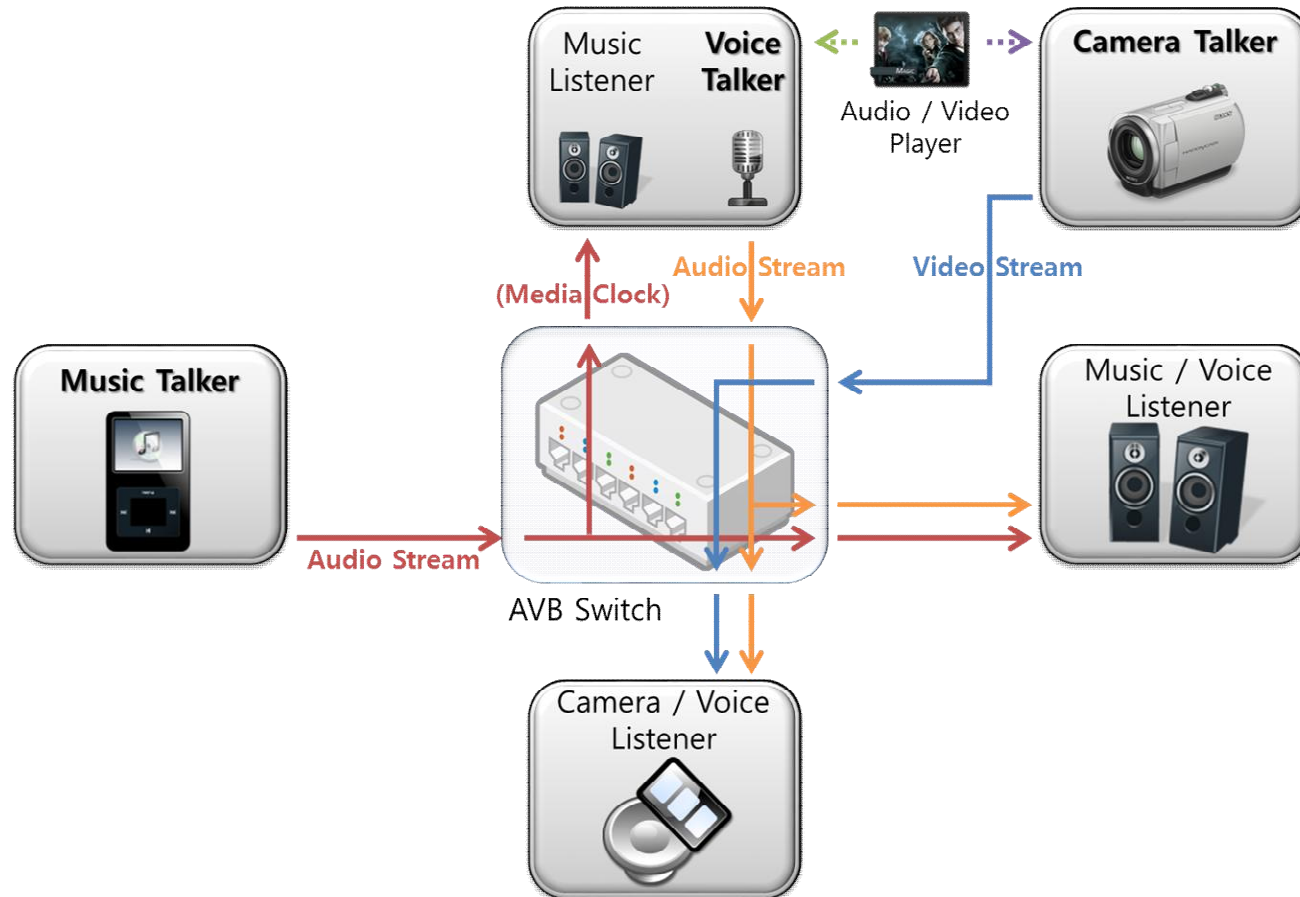 Music
Listener
Voice
Talker
Audio / Video
Player
Camera Talker
(Media Clock)
Audio Stream
Video Stream
Music Talker
Music / Voice
Listener
Audio Stream
AVB Switch
Camera / Voice
Listener